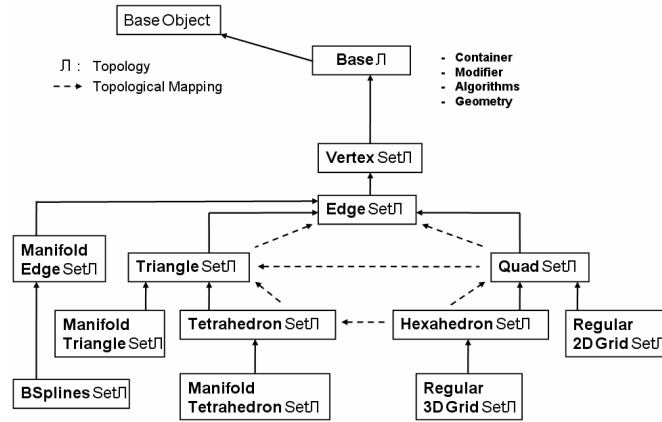 Base Object
Base Л
- Container
- Modifier
- Algorithms
- Geometry
Л : Topology
Topological Mapping
Vertex SetЛ
Edge SetЛ
Manifold
Edge SetЛ
Triangle SetЛ
Quad SetЛ
Manifold
Triangle SetЛ
Tetrahedron SetЛ
Hexahedron SetЛ
Regular
2D Grid SetЛ
BSplines SetЛ
Manifold
Tetrahedron SetЛ
Regular
3D Grid SetЛ